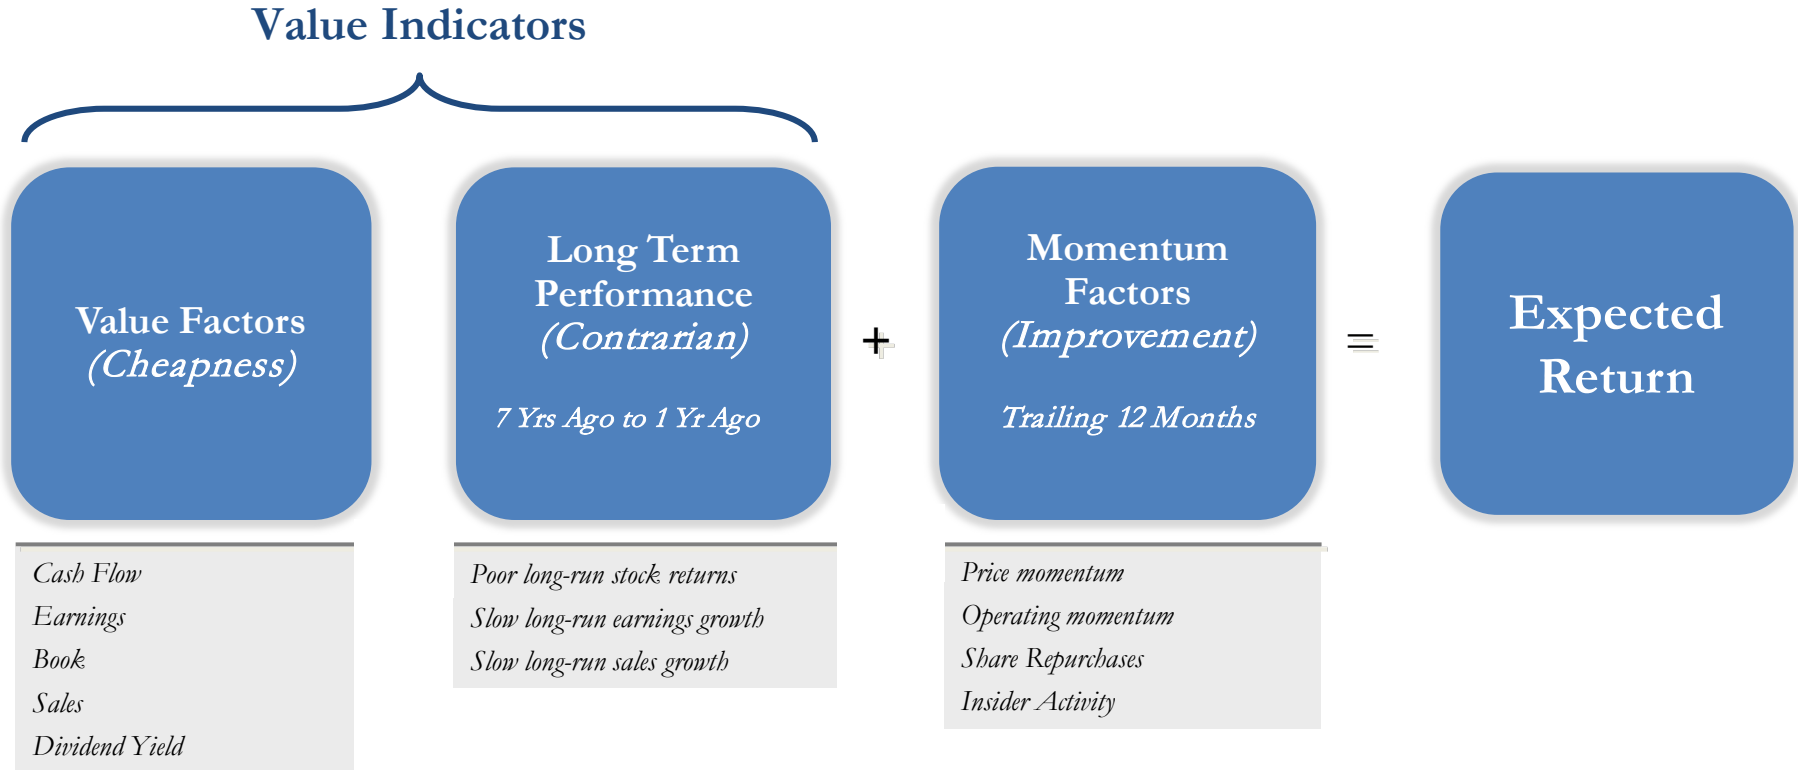 Value Indicators
Value Factors
(Cheapness)
Long Term
Performance
(Contrarian)
7 Yrs Ago to 1 Yr Ago
+
Momentum
Factors
(Improvement)
Trailing 12 Months
=
Expected
Return
Cash Flow
Earnings
Book
Sales
Dividend Yield
Poor long-run stock returns
Slow long-run earnings growth
Slow long-run sales growth
Price momentum
Operating momentum
Share Repurchases
Insider Activity